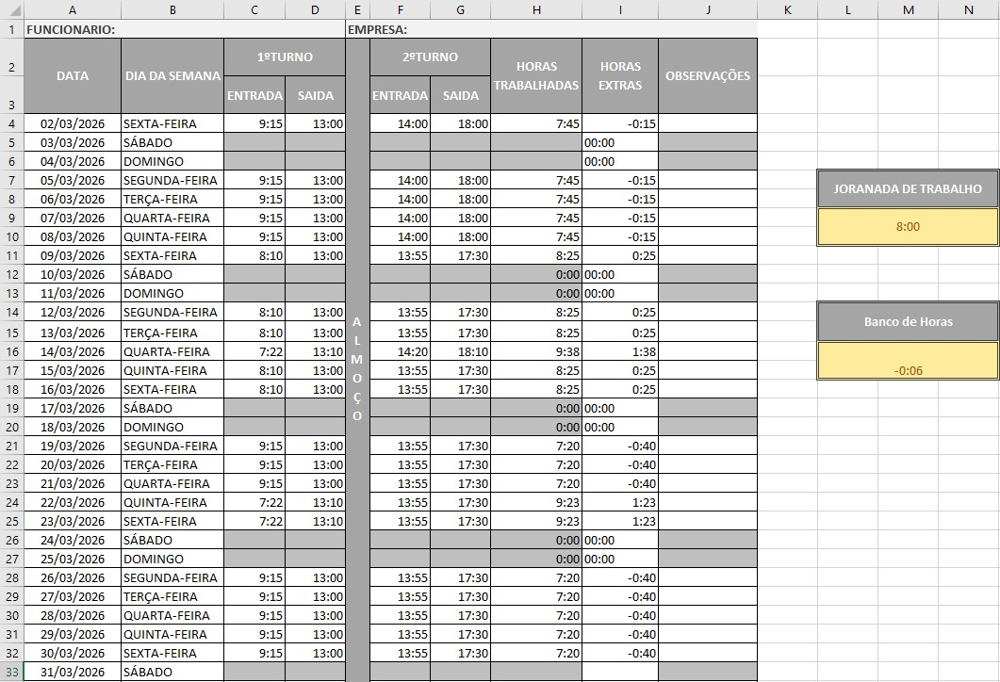 A B C D E F G H I J K L M N
1 FUNCIONARIO: EMPRESA:
2 DATA DIA DA SEMANA 1ºTURNO 2ºTURNO HORAS TRABALHADAS HORAS EXTRAS OBSERVAÇÕES
3 ENTRADA SAIDA ENTRADA SAIDA
4 02/03/2026 SEXTA-FEIRA 9:15 13:00 14:00 18:00 7:45 -0:15
5 03/03/2026 SÁBADO 00:00
6 04/03/2026 DOMINGO 00:00
7 05/03/2026 SEGUNDA-FEIRA 9:15 13:00 14:00 18:00 7:45 -0:15
JORANADA DE TRABALHO
8 06/03/2026 TERÇA-FEIRA 9:15 13:00 14:00 18:00 7:45 -0:15
9 07/03/2026 QUARTA-FEIRA 9:15 13:00 14:00 18:00 7:45 -0:15
8:00
10 08/03/2026 QUINTA-FEIRA 9:15 13:00 14:00 18:00 7:45 -0:15
11 09/03/2026 SEXTA-FEIRA 8:10 13:00 13:55 17:30 8:25 0:25
12 10/03/2026 SÁBADO 0:00 00:00
13 11/03/2026 DOMINGO 0:00 00:00
14 12/03/2026 SEGUNDA-FEIRA 8:10 13:00 13:55 17:30 8:25 0:25
Banco de Horas
15 13/03/2026 TERÇA-FEIRA 8:10 13:00 13:55 17:30 8:25 0:25
16 14/03/2026 QUARTA-FEIRA 7:22 13:10 14:20 18:10 9:38 1:38
17 15/03/2026 QUINTA-FEIRA 8:10 13:00 13:55 17:30 8:25 0:25
-0:06
18 16/03/2026 SEXTA-FEIRA 8:10 13:00 13:55 17:30 8:25 0:25
19 17/03/2026 SÁBADO 0:00 00:00
ALMOÇO
20 18/03/2026 DOMINGO 0:00 00:00
21 19/03/2026 SEGUNDA-FEIRA 9:15 13:00 13:55 17:30 7:20 -0:40
22 20/03/2026 TERÇA-FEIRA 9:15 13:00 13:55 17:30 7:20 -0:40
23 21/03/2026 QUARTA-FEIRA 9:15 13:00 13:55 17:30 7:20 -0:40
24 22/03/2026 QUINTA-FEIRA 7:22 13:10 13:55 17:30 9:23 1:23
25 23/03/2026 SEXTA-FEIRA 7:22 13:10 13:55 17:30 9:23 1:23
26 24/03/2026 SÁBADO 0:00 00:00
27 25/03/2026 DOMINGO 0:00 00:00
28 26/03/2026 SEGUNDA-FEIRA 9:15 13:00 13:55 17:30 7:20 -0:40
29 27/03/2026 TERÇA-FEIRA 9:15 13:00 13:55 17:30 7:20 -0:40
30 28/03/2026 QUARTA-FEIRA 9:15 13:00 13:55 17:30 7:20 -0:40
31 29/03/2026 QUINTA-FEIRA 9:15 13:00 13:55 17:30 7:20 -0:40
32 30/03/2026 SEXTA-FEIRA 9:15 13:00 13:55 17:30 7:20 -0:40
33 31/03/2026 SÁBADO